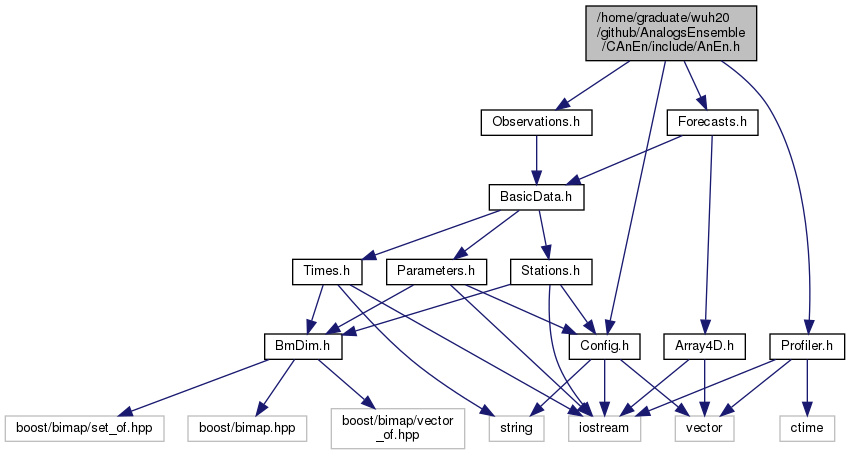 /home/graduate/wuh20
/github/AnalogsEnsemble
/CAnEn/include/AnEn.h
Observations.h
Forecasts.h
BasicData.h
Times.h
Parameters.h
Stations.h
BmDim.h
Config.h
Array4D.h
Profiler.h
boost/bimap/set_of.hpp
boost/bimap.hpp
boost/bimap/vector
_of.hpp
string
iostream
vector
ctime